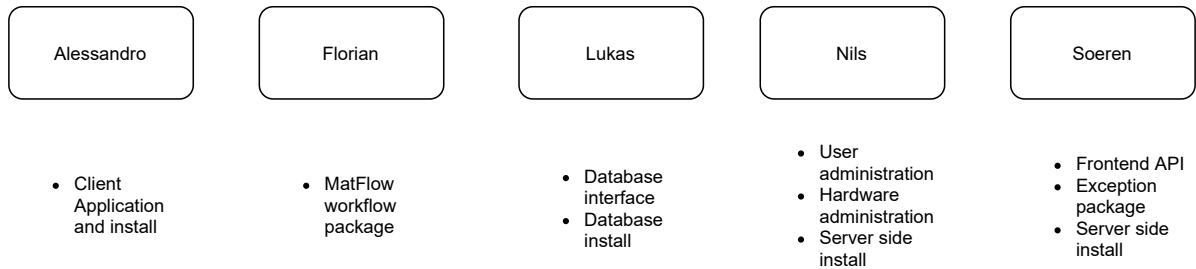 Alessandro
Florian
Lukas
Nils
Soeren
• Client
Application
and install
• MatFlow
workflow
package
• Database
interface
• Database
install
• User
administration
• Hardware
administration
• Server side
install
• Frontend API
• Exception
package
• Server side
install